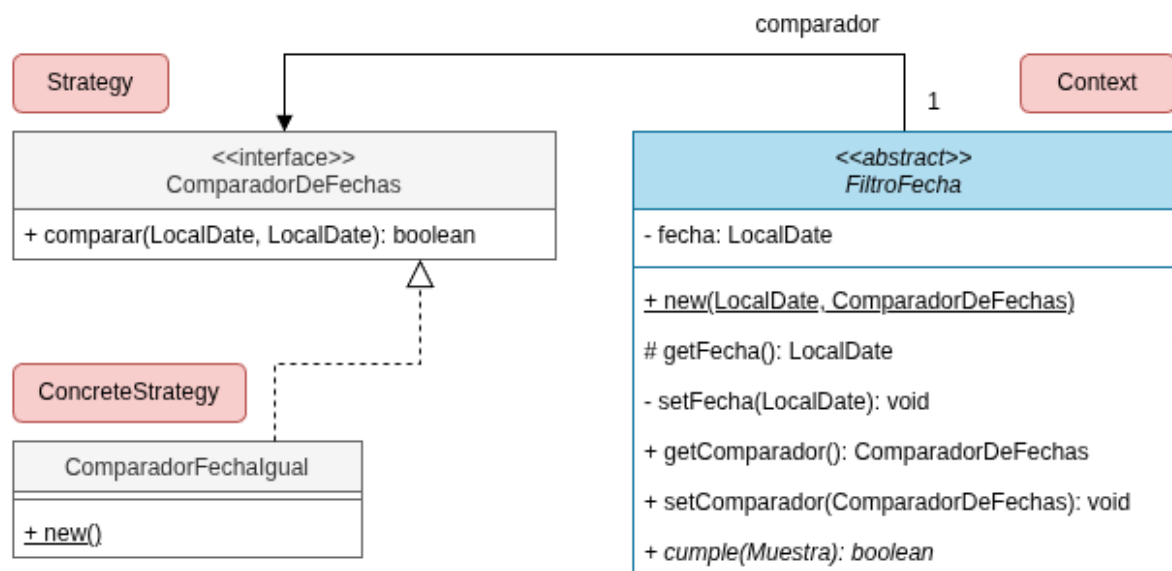 comparador
Strategy
Context
1
<<interface>>
ComparadorDeFechas
+ comparar(LocalDate, LocalDate): boolean
<<abstract>>
FiltroFecha
- fecha: LocalDate
+ new(LocalDate, ComparadorDeFechas)
# getFecha(): LocalDate
- setFecha(LocalDate): void
+ getComparador(): ComparadorDeFechas
+ setComparador(ComparadorDeFechas): void
+ cumple(Muestra): boolean
ConcreteStrategy
ComparadorFechaIgual
+ new()